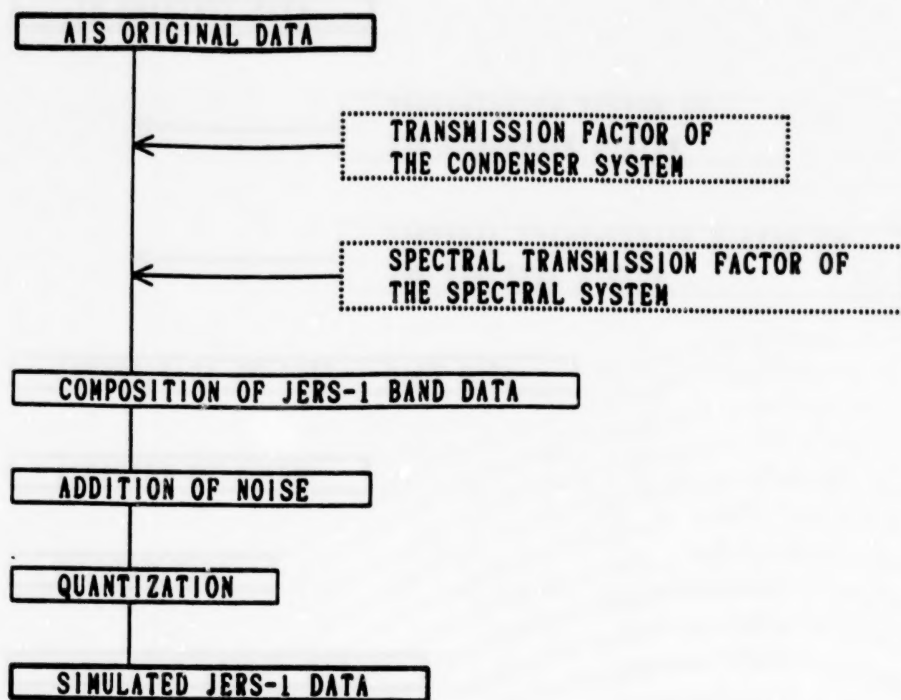 AIS ORIGINAL DATA
TRANSMISSION FACTOR OF
THE CONDENSER SYSTEM
SPECTRAL TRANSMISSION FACTOR OF
THE SPECTRAL SYSTEM
COMPOSITION OF JERS-1 BAND DATA
ADDITION OF NOISE
QUANTIZATION
SIMULATED JERS-1 DATA